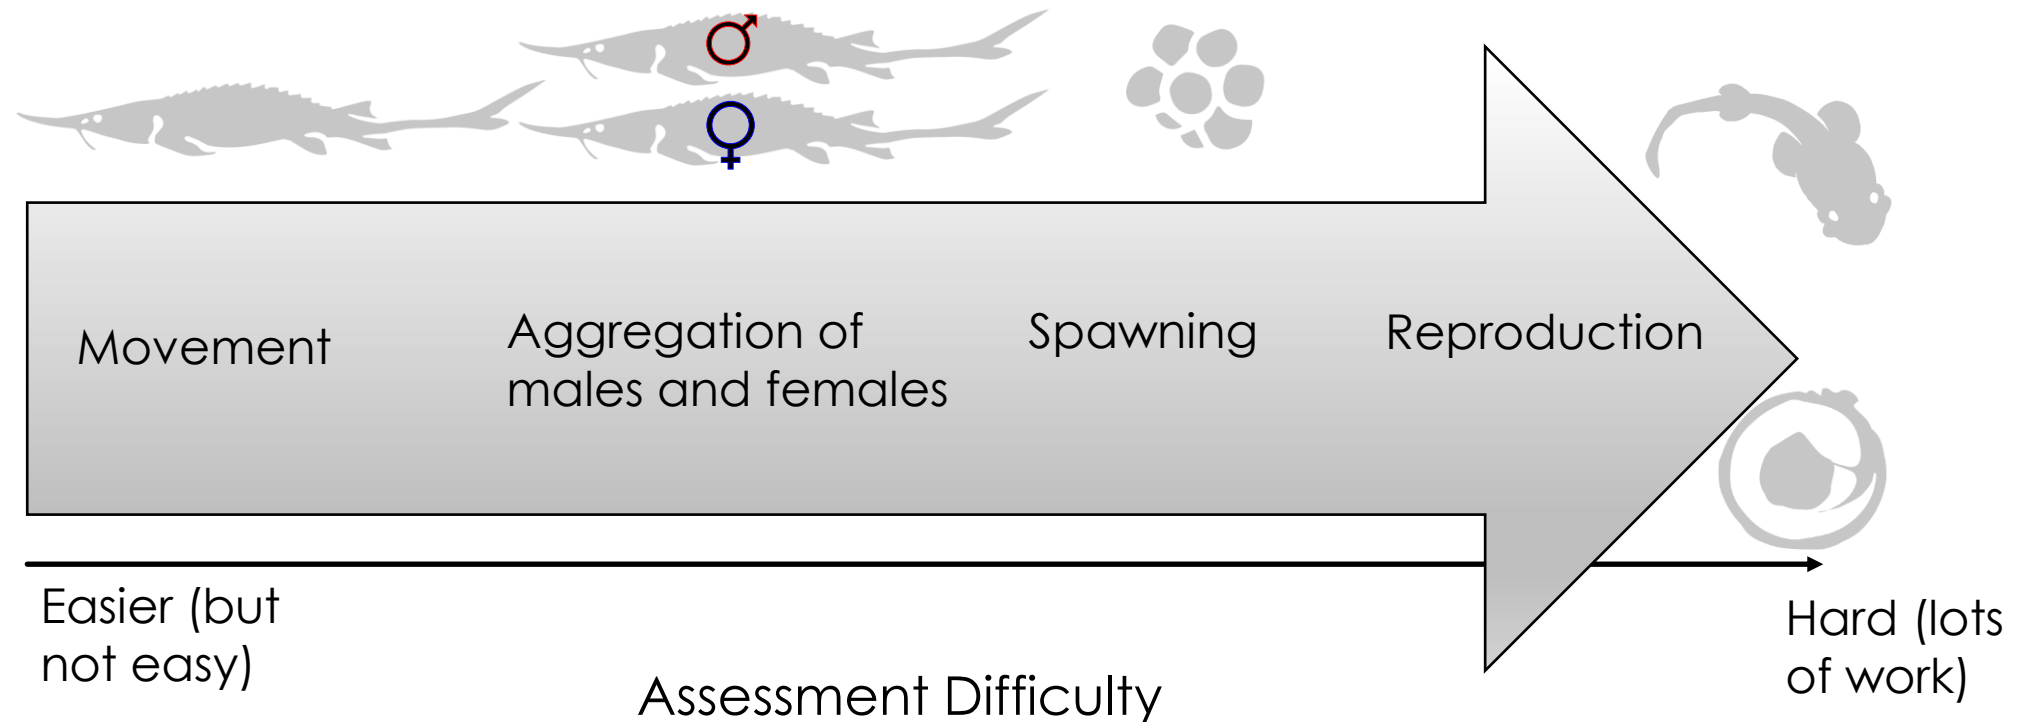 Movement
Aggregation of
males and females
Spawning
Reproduction
Easier (but
not easy)
Hard (lots
of work)
Assessment Difficulty